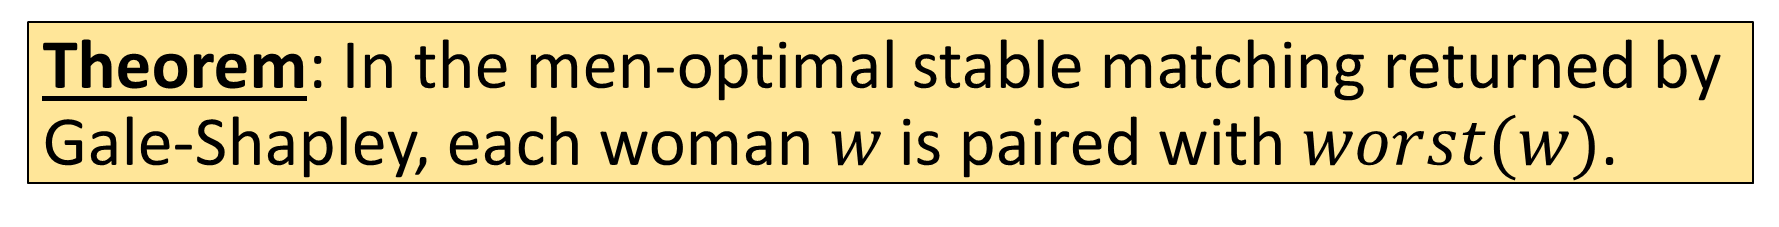 Theorem: In the men-optimal stable matching returned by
Gale-Shapley, each woman w is paired with worst(w).